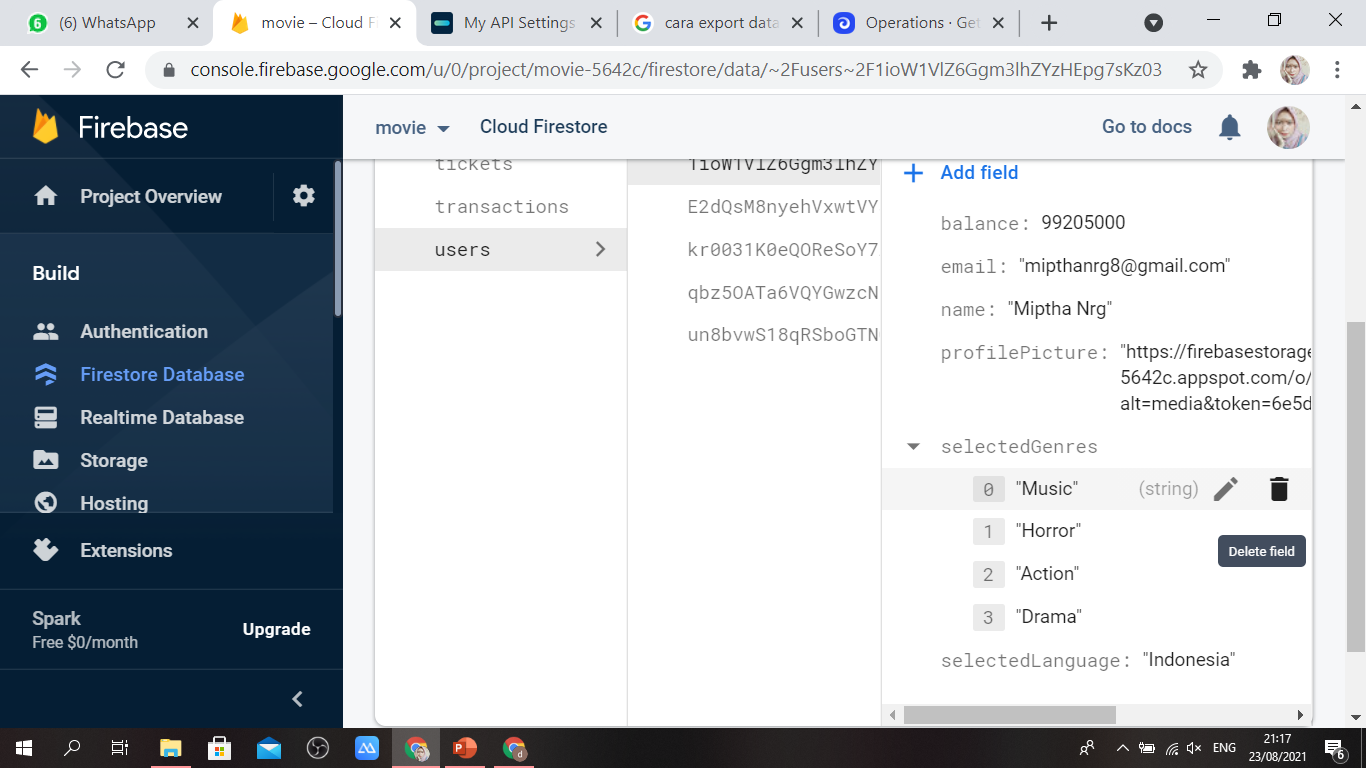 (6) WhatsApp
movie – Cloud F
My API Settings
cara export data
Operations · Get
console.firebase.google.com/u/0/project/movie-5642c/firestore/data/~2Fusers~2F1ioW1VlZ6Ggm3lhZYzHEpg7sKz03
Firebase
movie
Cloud Firestore
Go to docs
Project Overview
Build
Authentication
Firestore Database
Realtime Database
Storage
Hosting
Extensions
Spark
Free $0/month
Upgrade
tickets
transactions
users
1ioW1VlZ6Ggm3lhZY
E2dQsM8nyehVxwtVY
kr0031K0eQOReSoY7
qbz5OATa6VQYGwzcN
un8bvwS18qRSboGTN
Add field
balance: 99205000
email: "mipthanrg8@gmail.com"
name: "Miptha Nrg"
profilePicture: "https://firebasestorage
5642c.appspot.com/o/
alt=media&token=6e5d
selectedGenres
0 "Music" (string)
1 "Horror"
Delete field
2 "Action"
3 "Drama"
selectedLanguage: "Indonesia"
ENG
21:17
23/08/2021
6